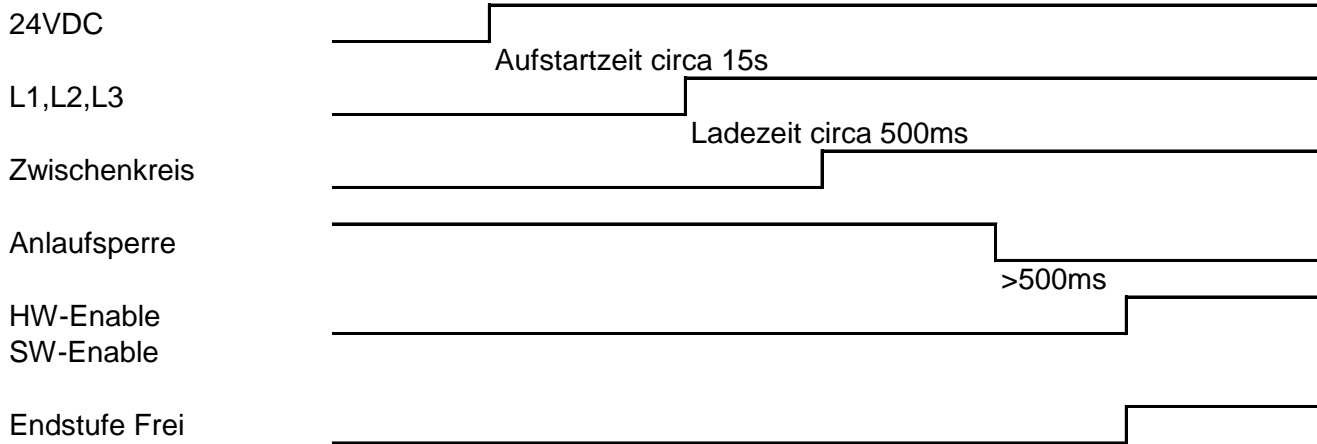 24VDC
Aufstartzeit circa 15s
L1,L2,L3
Ladezeit circa 500ms
Zwischenkreis
Anlaufsperre
>500ms
HW-Enable
SW-Enable
Endstufe Frei